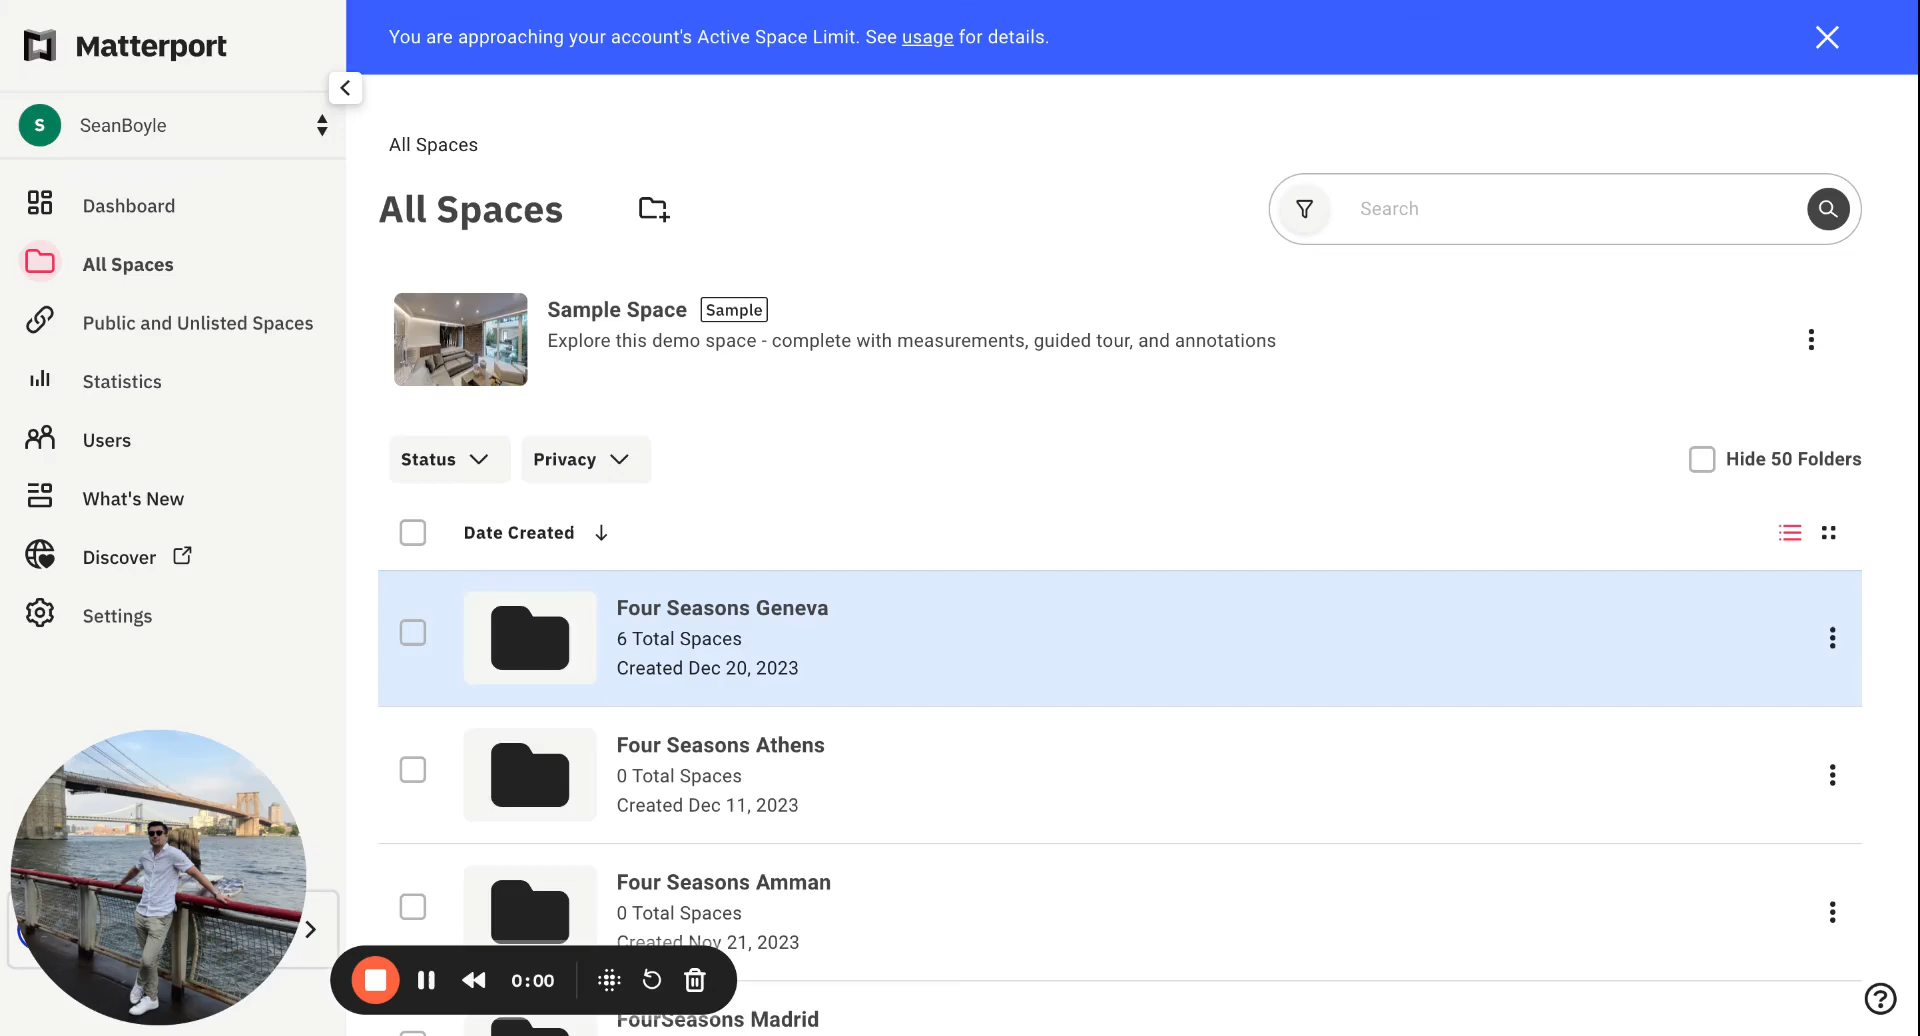 Matterport
You are approaching your account's Active Space Limit. See usage for details.
S
SeanBoyle
Dashboard
All Spaces
Public and Unlisted Spaces
Statistics
Users
What's New
Discover
Settings
All Spaces
All Spaces
Search
Sample Space
Sample
Explore this demo space - complete with measurements, guided tour, and annotations
Status
Privacy
Hide 50 Folders
Date Created
Four Seasons Geneva
6 Total Spaces
Created Dec 20, 2023
Four Seasons Athens
0 Total Spaces
Created Dec 11, 2023
Four Seasons Amman
0 Total Spaces
Created Nov 21, 2023
FourSeasons Madrid
0:00